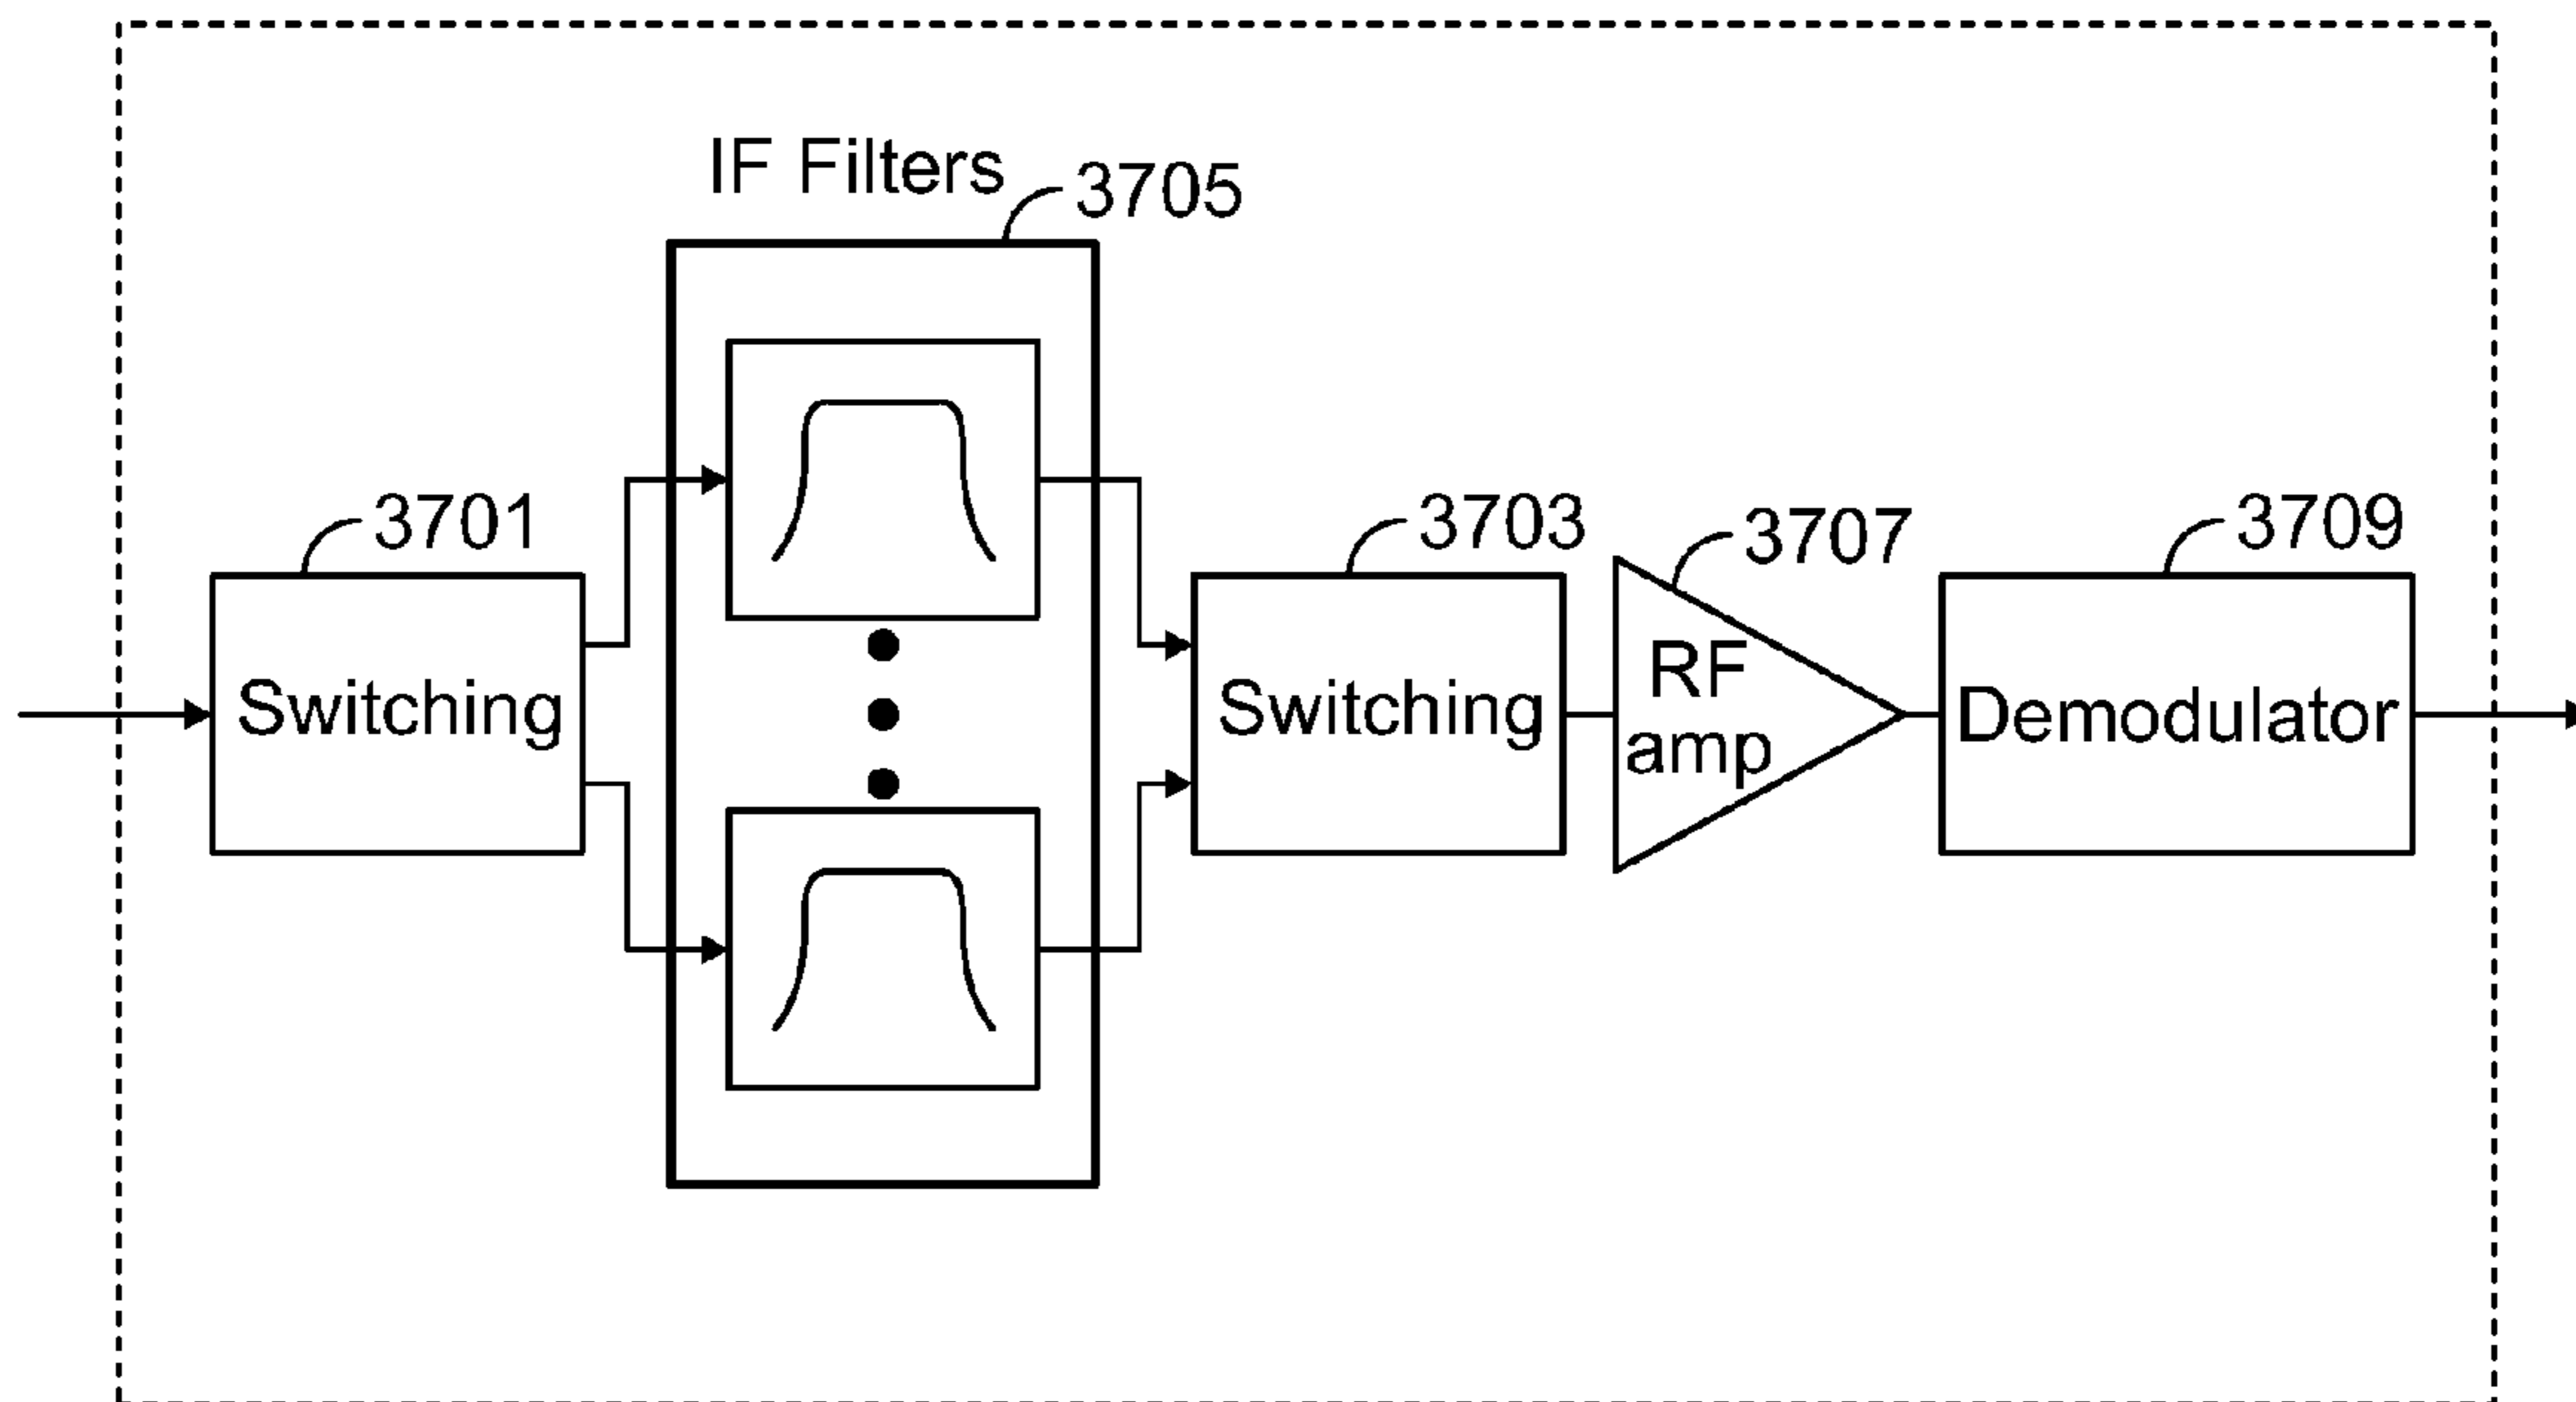 IF Filters
3705
3701
3703
3707
3709
Switching
Switching
RF
amp
Demodulator